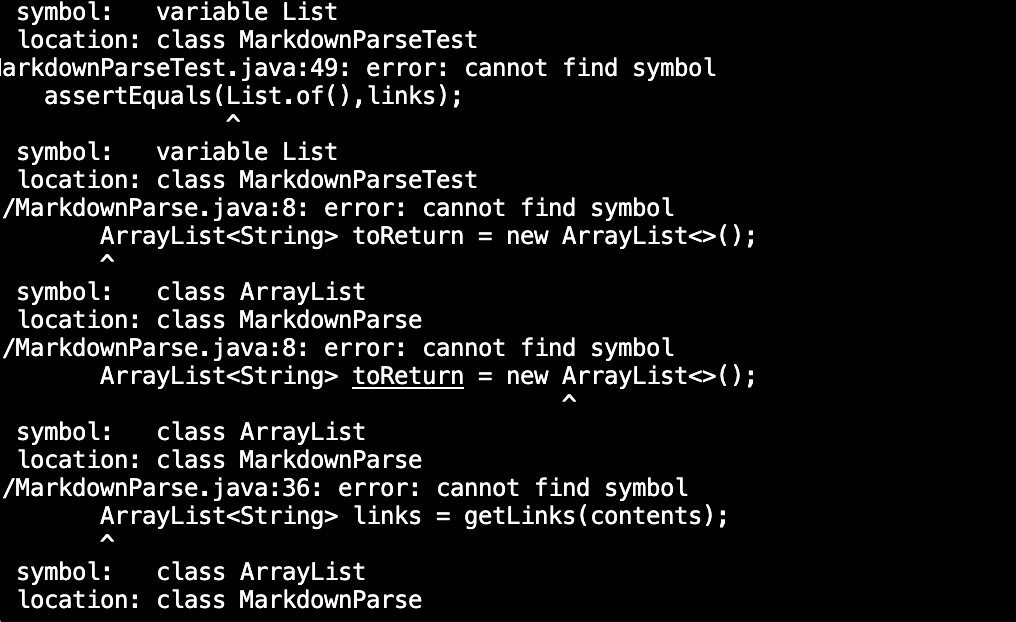 symbol:   variable List
location: class MarkdownParseTest
arkdownParseTest.java:49: error: cannot find symbol
assertEquals(List.of(),links);
^
symbol:   variable List
location: class MarkdownParseTest
/MarkdownParse.java:8: error: cannot find symbol
ArrayList<String> toReturn = new ArrayList<>();
^
symbol:   class ArrayList
location: class MarkdownParse
/MarkdownParse.java:8: error: cannot find symbol
ArrayList<String> toReturn = new ArrayList<>();
^
symbol:   class ArrayList
location: class MarkdownParse
/MarkdownParse.java:36: error: cannot find symbol
ArrayList<String> links = getLinks(contents);
^
symbol:   class ArrayList
location: class MarkdownParse